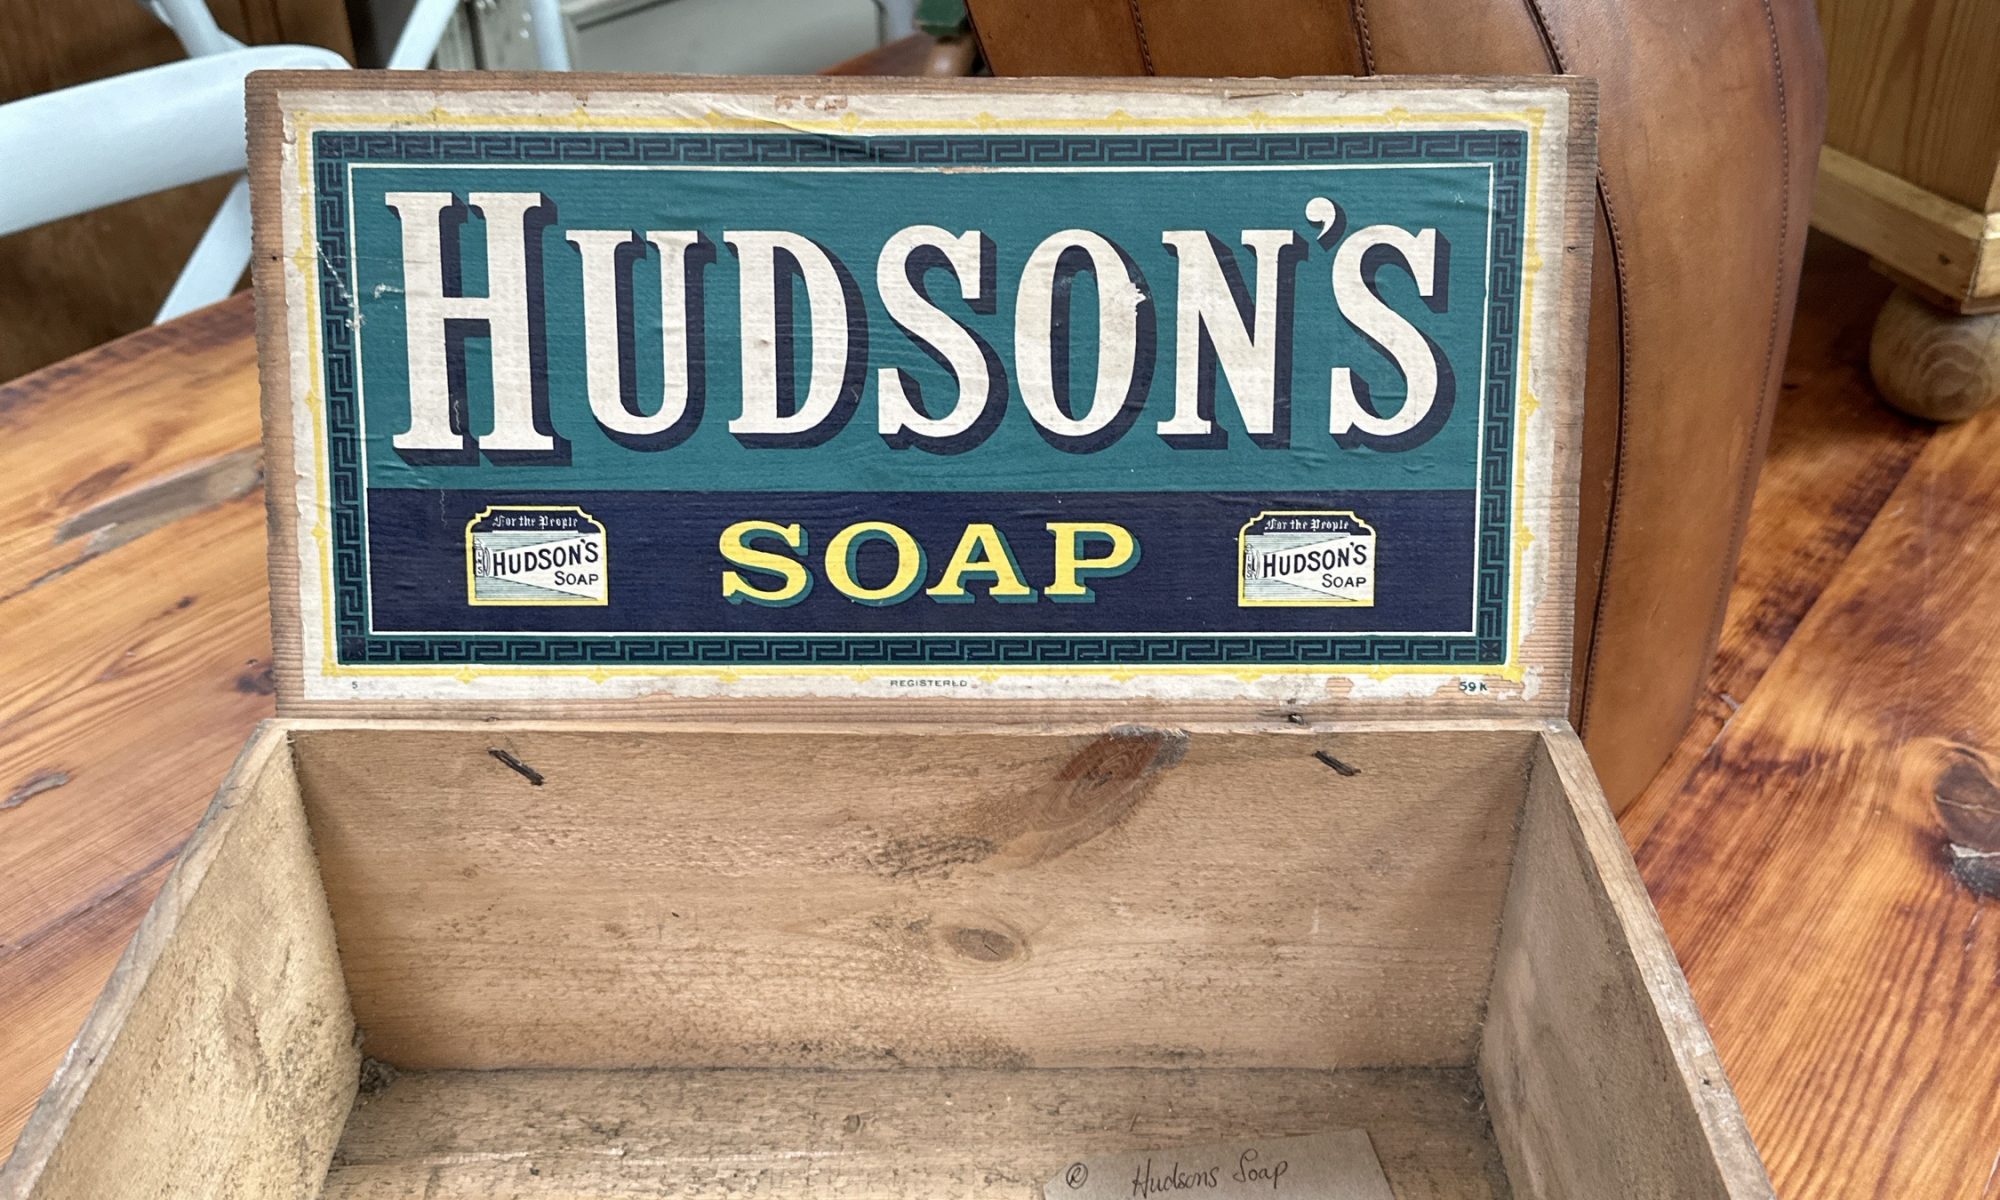 HUDSON'S
For the People
HUDSON'S
SOAP
SOAP
For the People
HUDSON'S
SOAP
5
REGISTERED
59 K
R Hudsons Soap